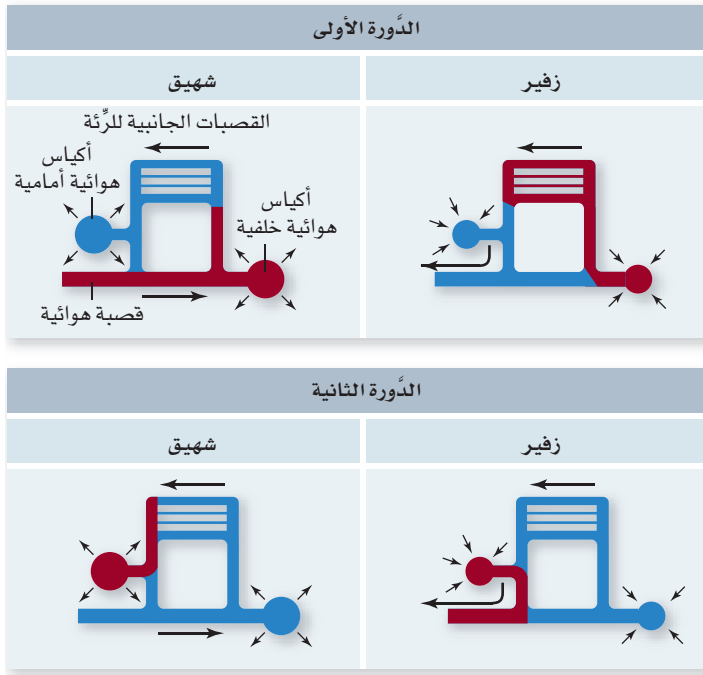 الدَّورة الأولى
شهيق
زفير
القصبات الجانبية للرِّئة
أكياس
هوائية أمامية
أكياس
هوائية خلفية
قصبة هوائية
الدَّورة الثانية
شهيق
زفير